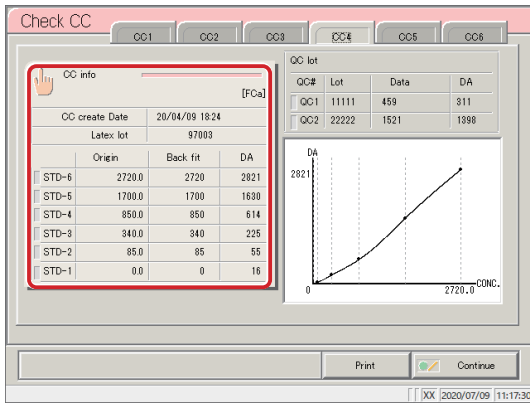 Check CC
CC1 CC2 CC3 CC4 CC5 CC6
CC info
[FCa]
CC create Date 20/04/09 18:24
Latex lot 97003
Origin Back fit DA
STD-6 2720.0 2720 2821
STD-5 1700.0 1700 1630
STD-4 850.0 850 614
STD-3 340.0 340 225
STD-2 85.0 85 55
STD-1 0.0 0 16
QC lot
QC# Lot Data DA
QC1 11111 459 311
QC2 22222 1521 1398
DA
2821
0 2720.0 CONC.
Print Continue
XX 2020/07/09